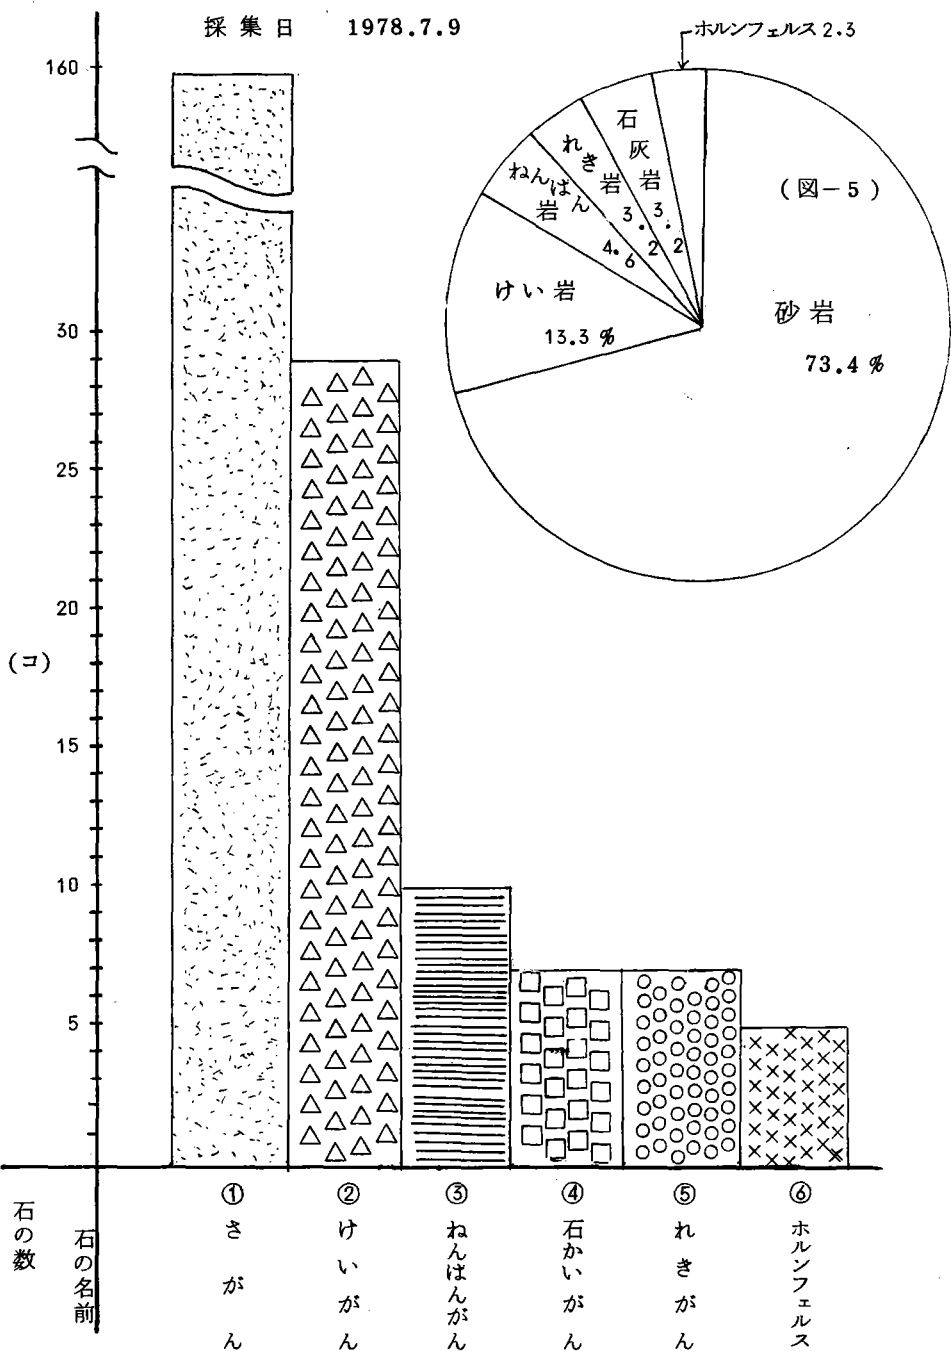 採集日 1978.7.9
ホルンフェルス 2.3
(図-5)
砂岩
73.4 %
けい岩
13.3 %
ねんばん岩
4.6
れき岩
3.2
石灰岩
3.2
160
30
25
20
(コ)
15
10
5
石の数
石の名前
① さがん
② けいがん
③ ねんばんがん
④ 石かいがん
⑤ れきがん
⑥ ホルンフェルス